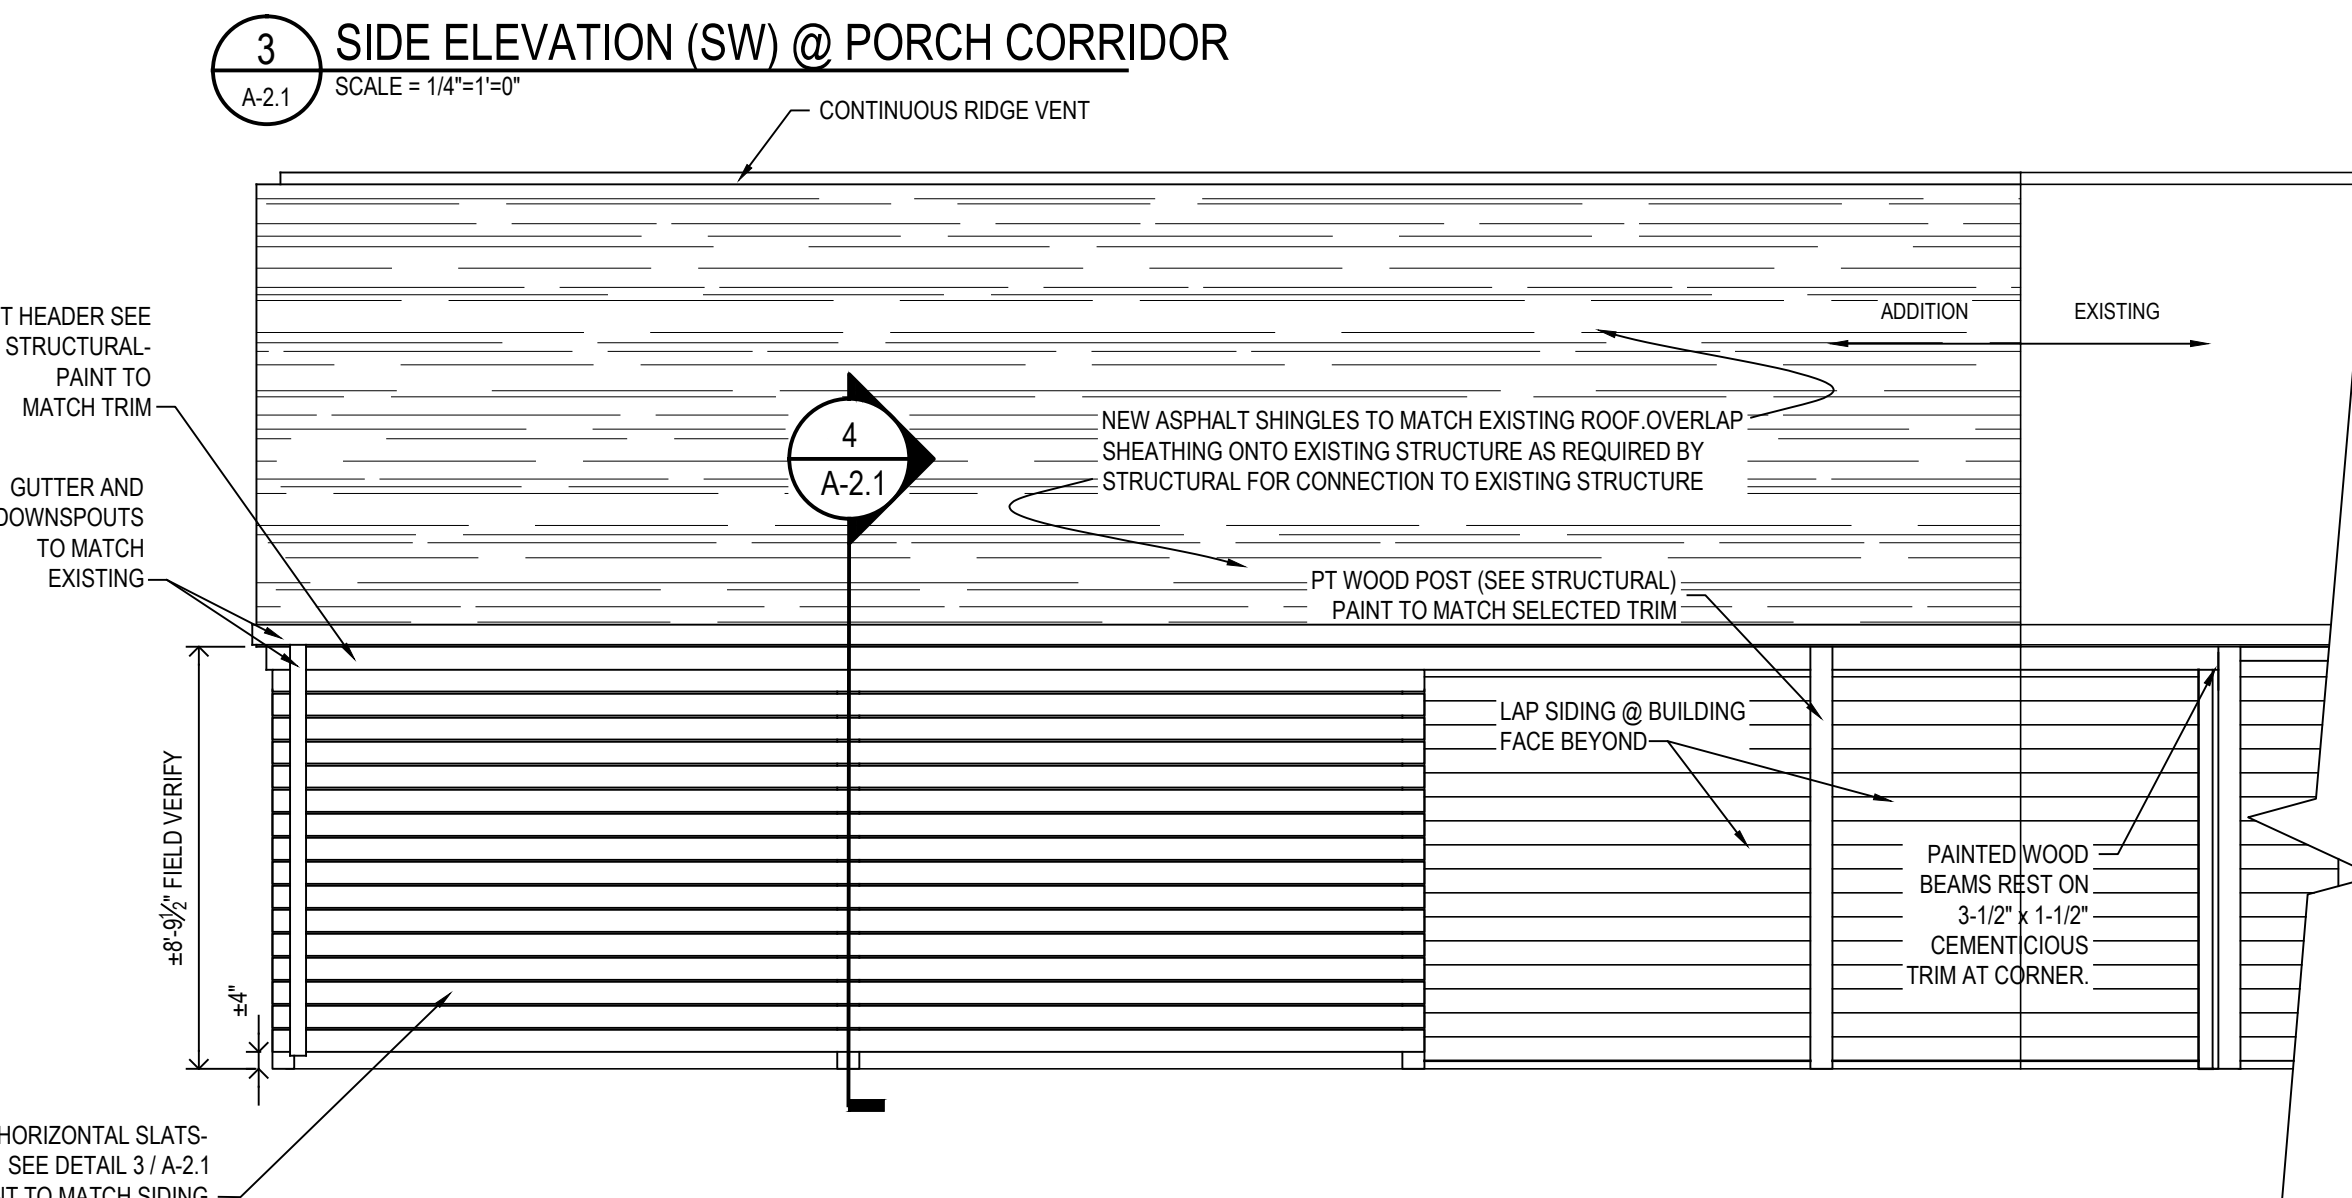 3
A-2.1
SIDE ELEVATION (SW) @ PORCH CORRIDOR
SCALE = 1/4"=1'=0"
CONTINUOUS RIDGE VENT
T HEADER SEE
STRUCTURAL-
PAINT TO
MATCH TRIM
GUTTER AND
DOWNSPOUTS
TO MATCH
EXISTING
ADDITION
EXISTING
4
A-2.1
NEW ASPHALT SHINGLES TO MATCH EXISTING ROOF.OVERLAP
SHEATHING ONTO EXISTING STRUCTURE AS REQUIRED BY
STRUCTURAL FOR CONNECTION TO EXISTING STRUCTURE
PT WOOD POST (SEE STRUCTURAL)
PAINT TO MATCH SELECTED TRIM
LAP SIDING @ BUILDING
FACE BEYOND
PAINTED WOOD
BEAMS REST ON
3-1/2" x 1-1/2"
CEMENTICIOUS
TRIM AT CORNER.
±8'-9½" FIELD VERIFY
±4"
HORIZONTAL SLATS-
SEE DETAIL 3 / A-2.1
NT TO MATCH SIDING